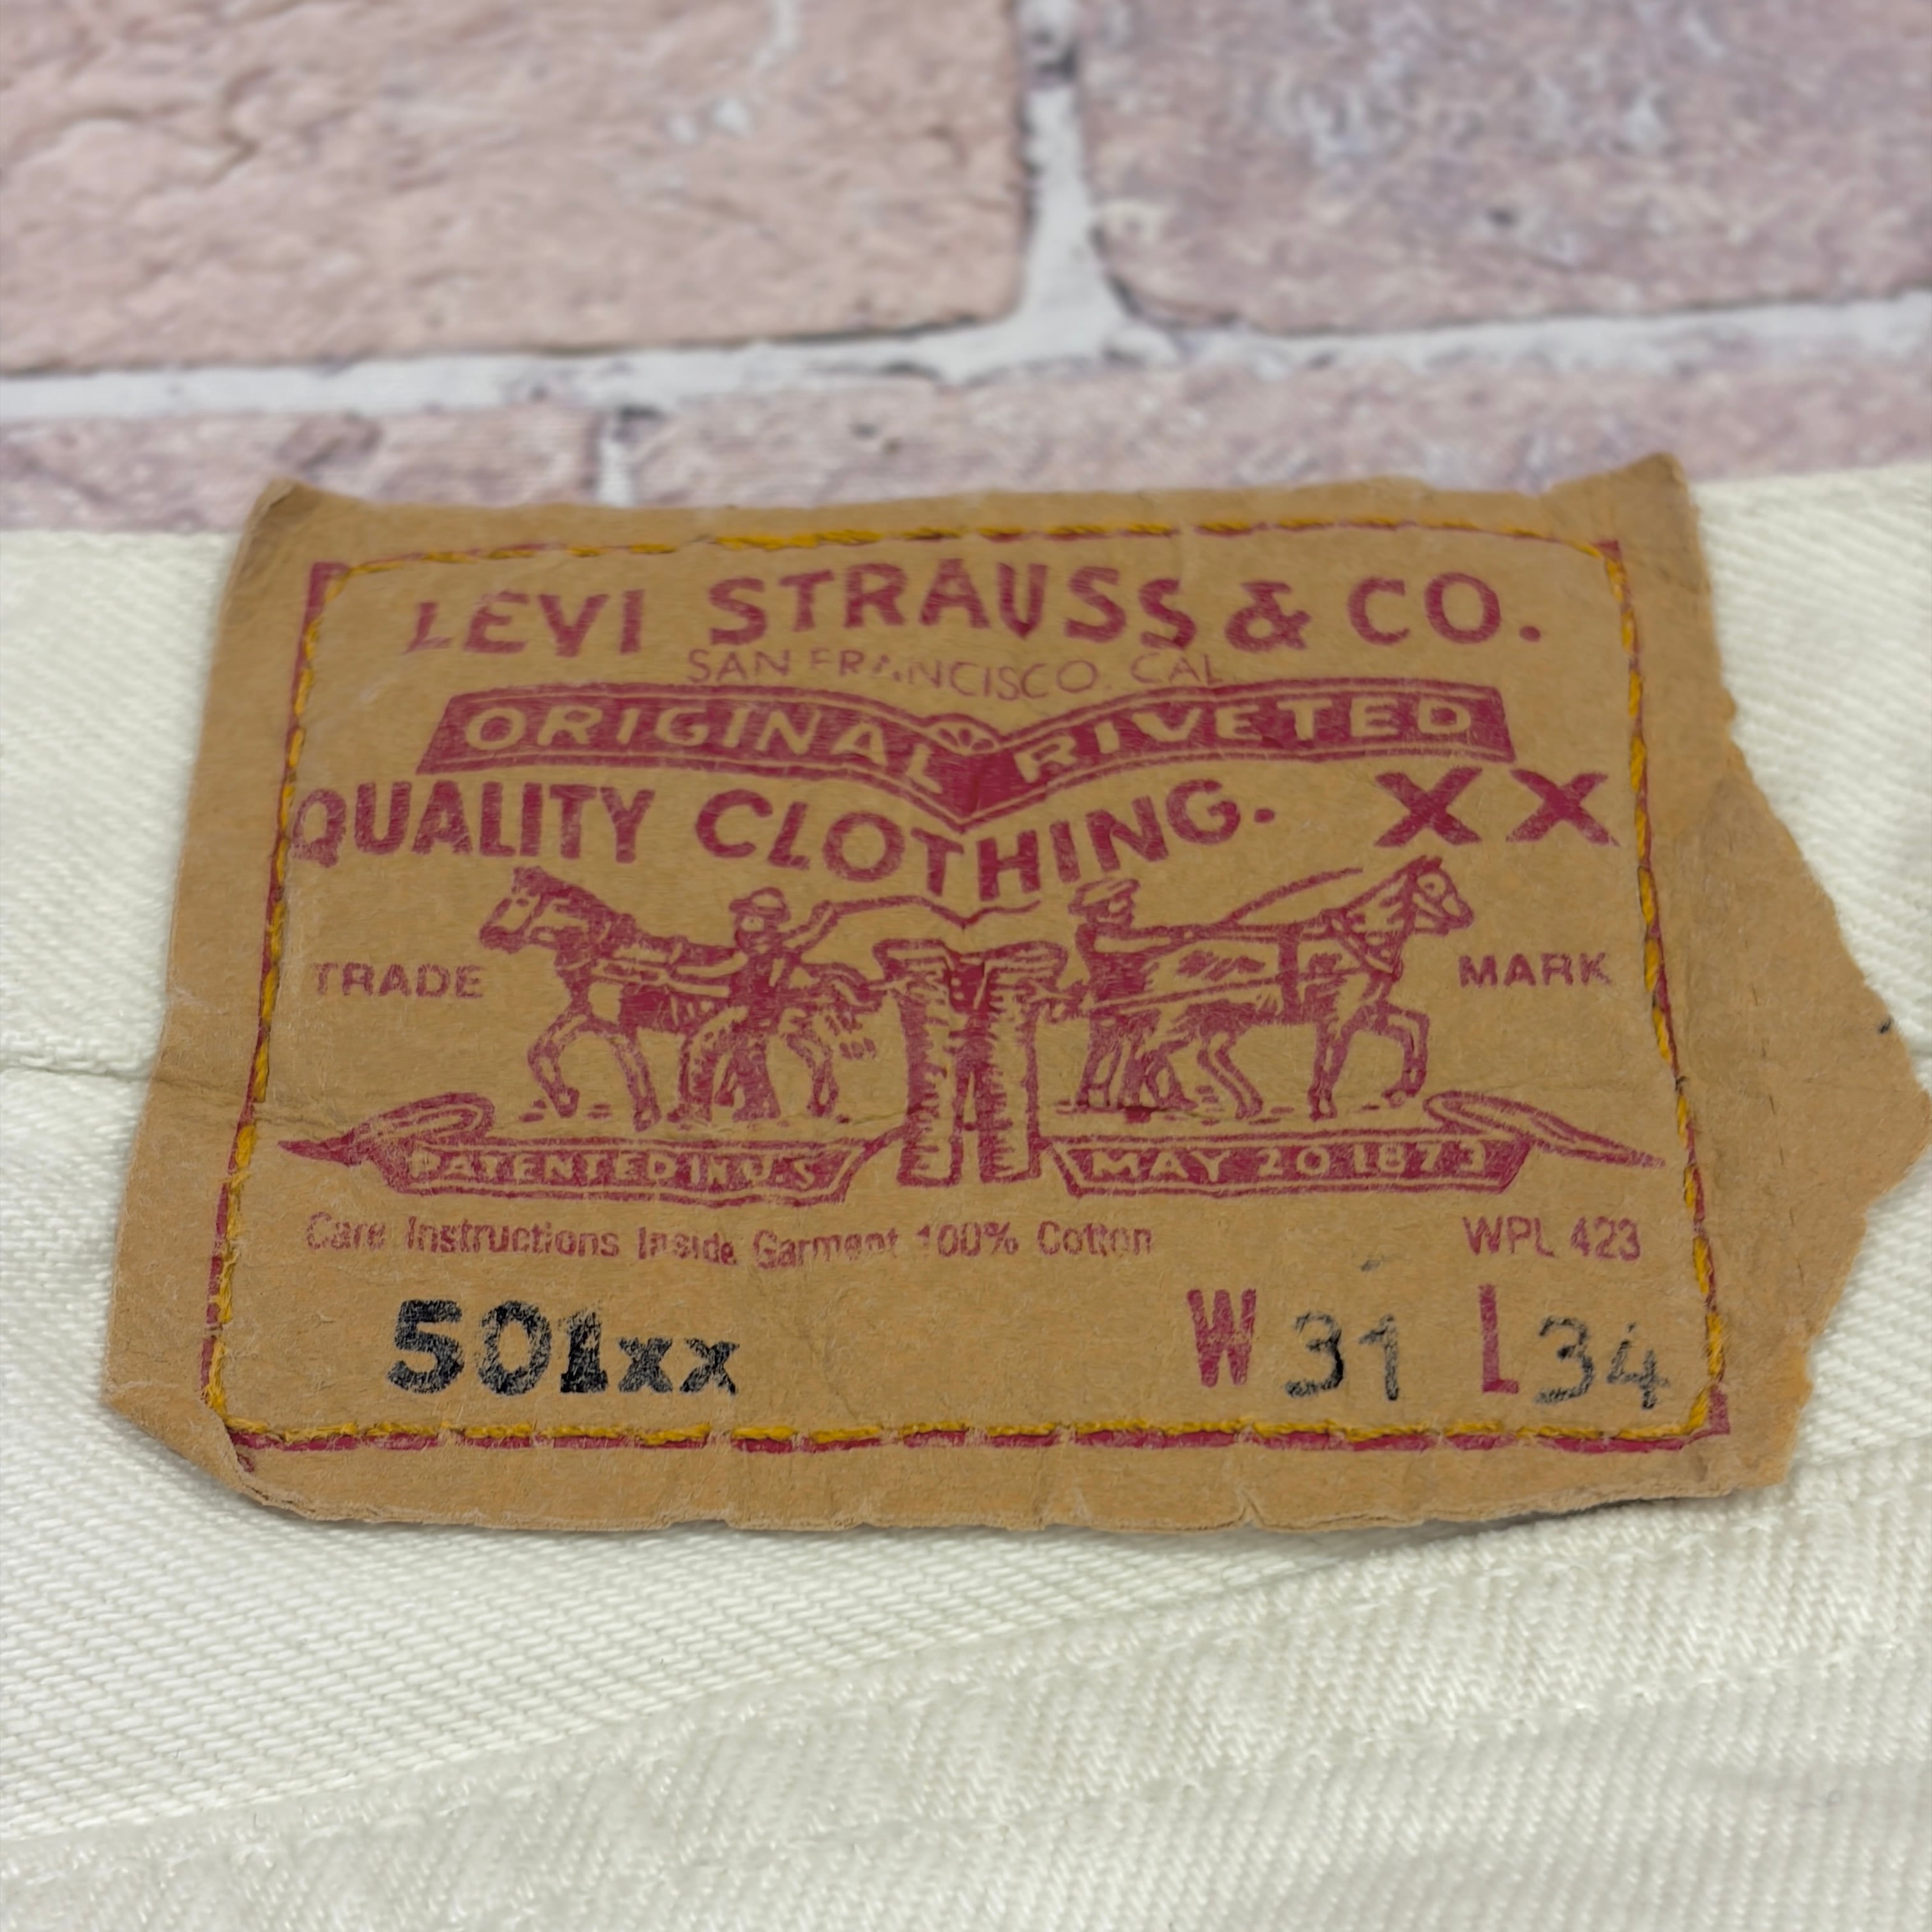 LEVI STRAUSS & CO.
SAN FRANCISCO, CAL.
ORIGINAL RIVETED
QUALITY CLOTHING. XX
TRADE MARK
PATENTED IN U.S MAY 20 1873
Care Instructions Inside Garment 100% Cotton WPL 423
501xx W 31 L 34